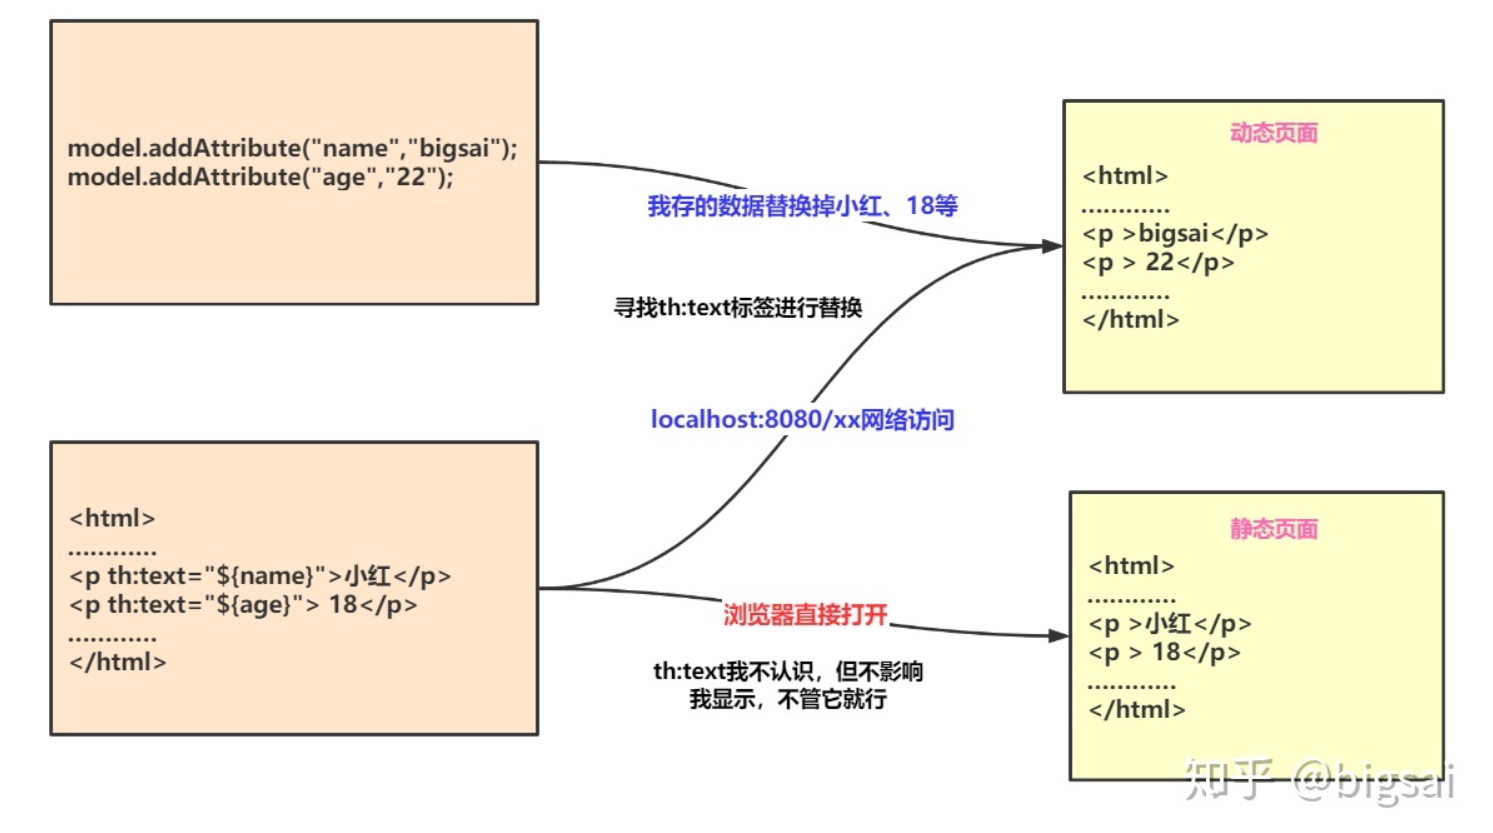 model.addAttribute("name","bigsai");
model.addAttribute("age","22");
我存的数据替换掉小红、18等
寻找th:text标签进行替换
localhost:8080/xx网络访问
动态页面
<html>
............
<p >bigsai</p>
<p > 22</p>
............
</html>
<html>
............
<p th:text="${name}">小红</p>
<p th:text="${age}"> 18</p>
............
</html>
浏览器直接打开
th:text我不认识，但不影响
我显示，不管它就行
静态页面
<html>
............
<p >小红</p>
<p > 18</p>
............
</html>
知乎 @bigsai